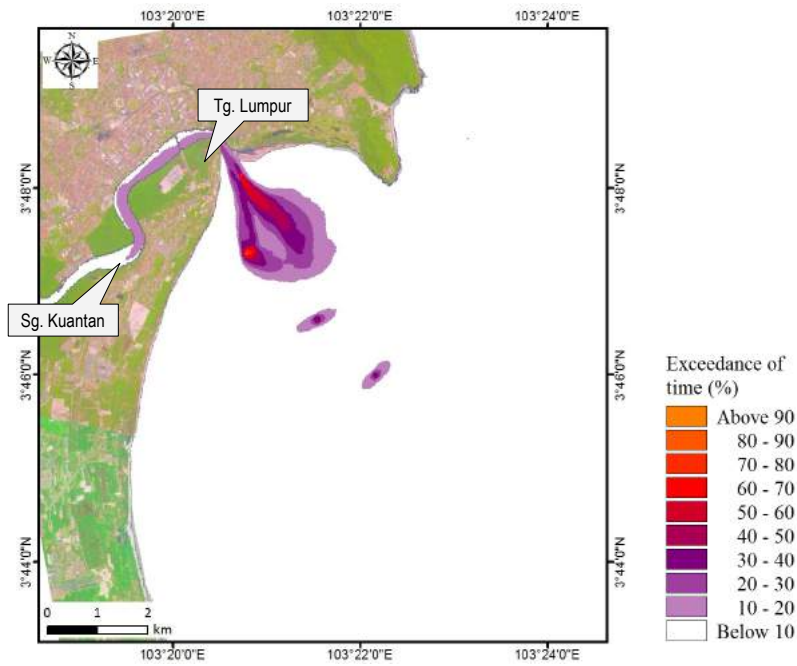 103°20'0"E 103°22'0"E 103°24'0"E
N
W E
S
Tg. Lumpur
3°48'0"N 3°48'0"N
Sg. Kuantan
3°46'0"N 3°46'0"N
Exceedance of
time (%)
Above 90
80 - 90
70 - 80
60 - 70
50 - 60
40 - 50
30 - 40
20 - 30
10 - 20
Below 10
3°44'0"N 3°44'0"N
0 1 2
km
103°20'0"E 103°22'0"E 103°24'0"E